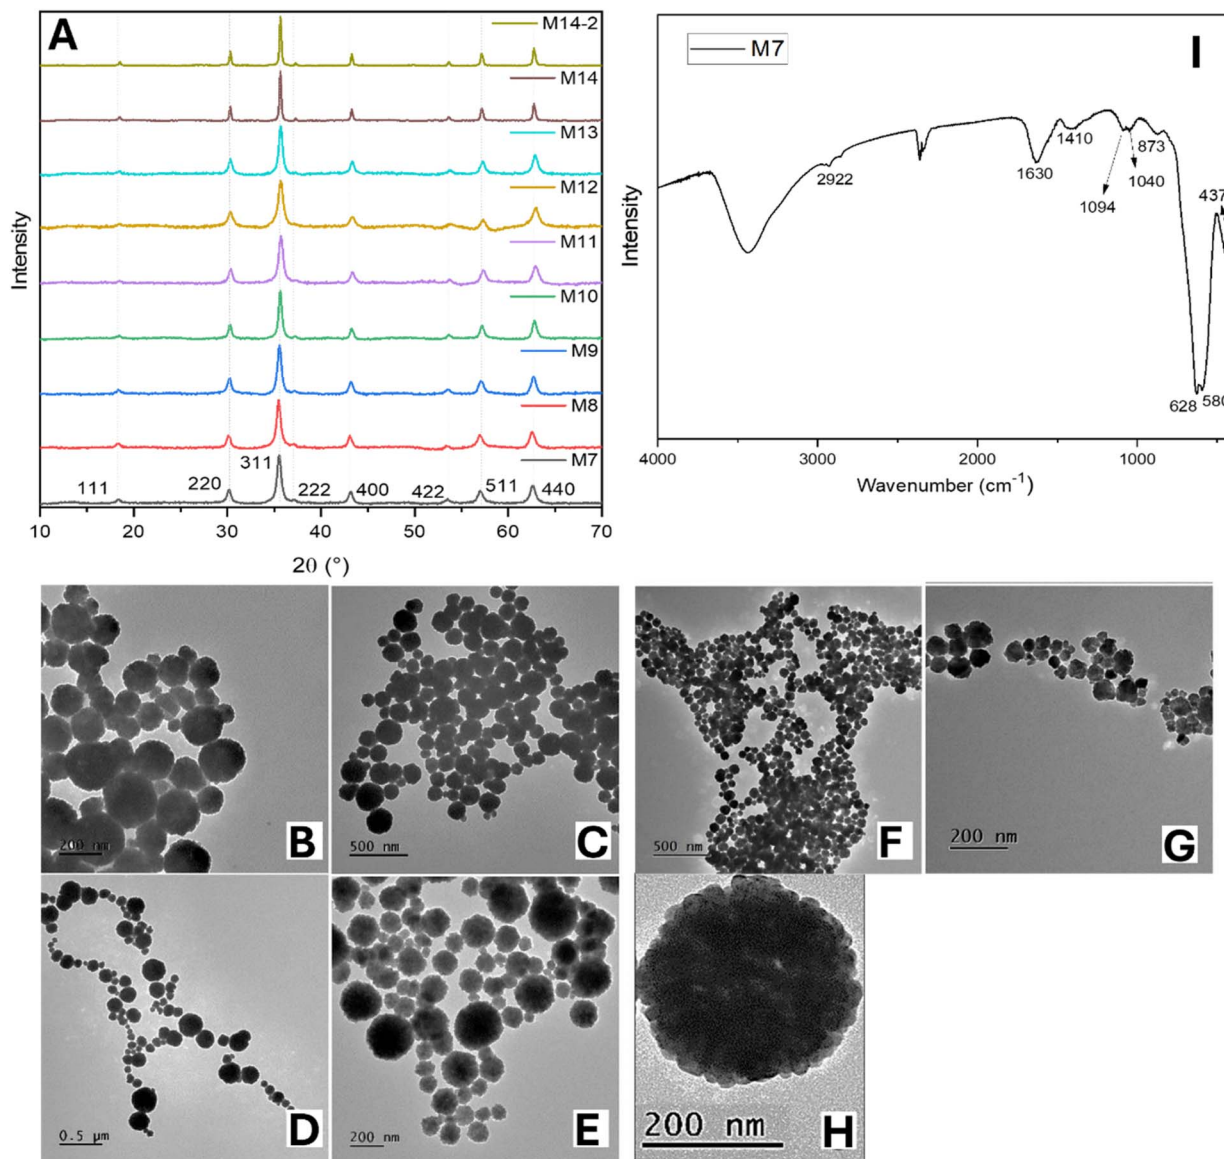 A
M14-2
M14
M13
M12
M11
M10
M9
M8
M7
111 220 311 222 400 422 511 440
Intensity
10 20 30 40 50 60 70
2θ (°)
M7
I
2922
1630
1410
1094
1040
873
628
580
437
Intensity
4000 3000 2000 1000
Wavenumber (cm⁻¹)
200 nm
B
500 nm
C
500 nm
F
200 nm
G
0.5 µm
D
200 nm
E
200 nm
H